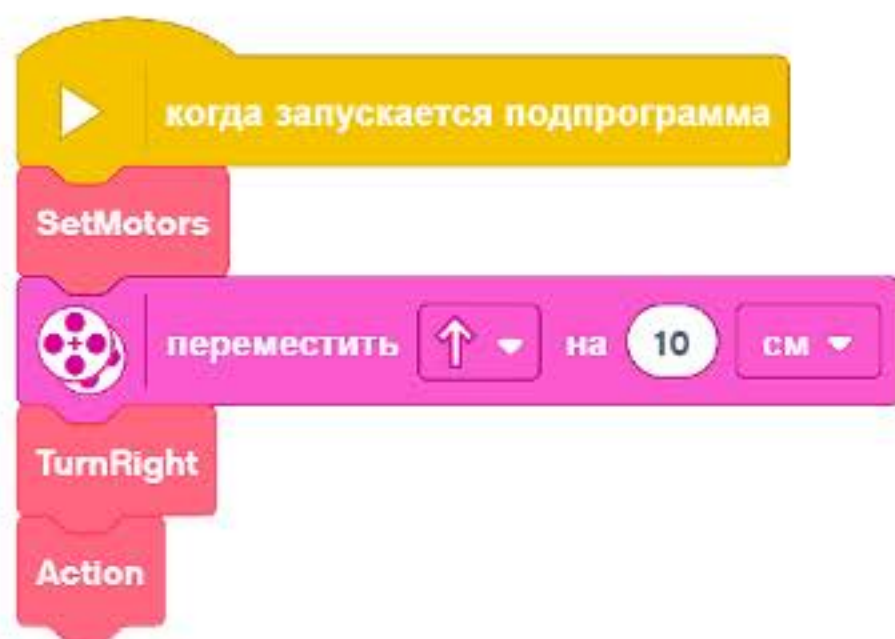 когда запускается подпрограмма
SetMotors
переместить на 10 см
TurnRight
Action